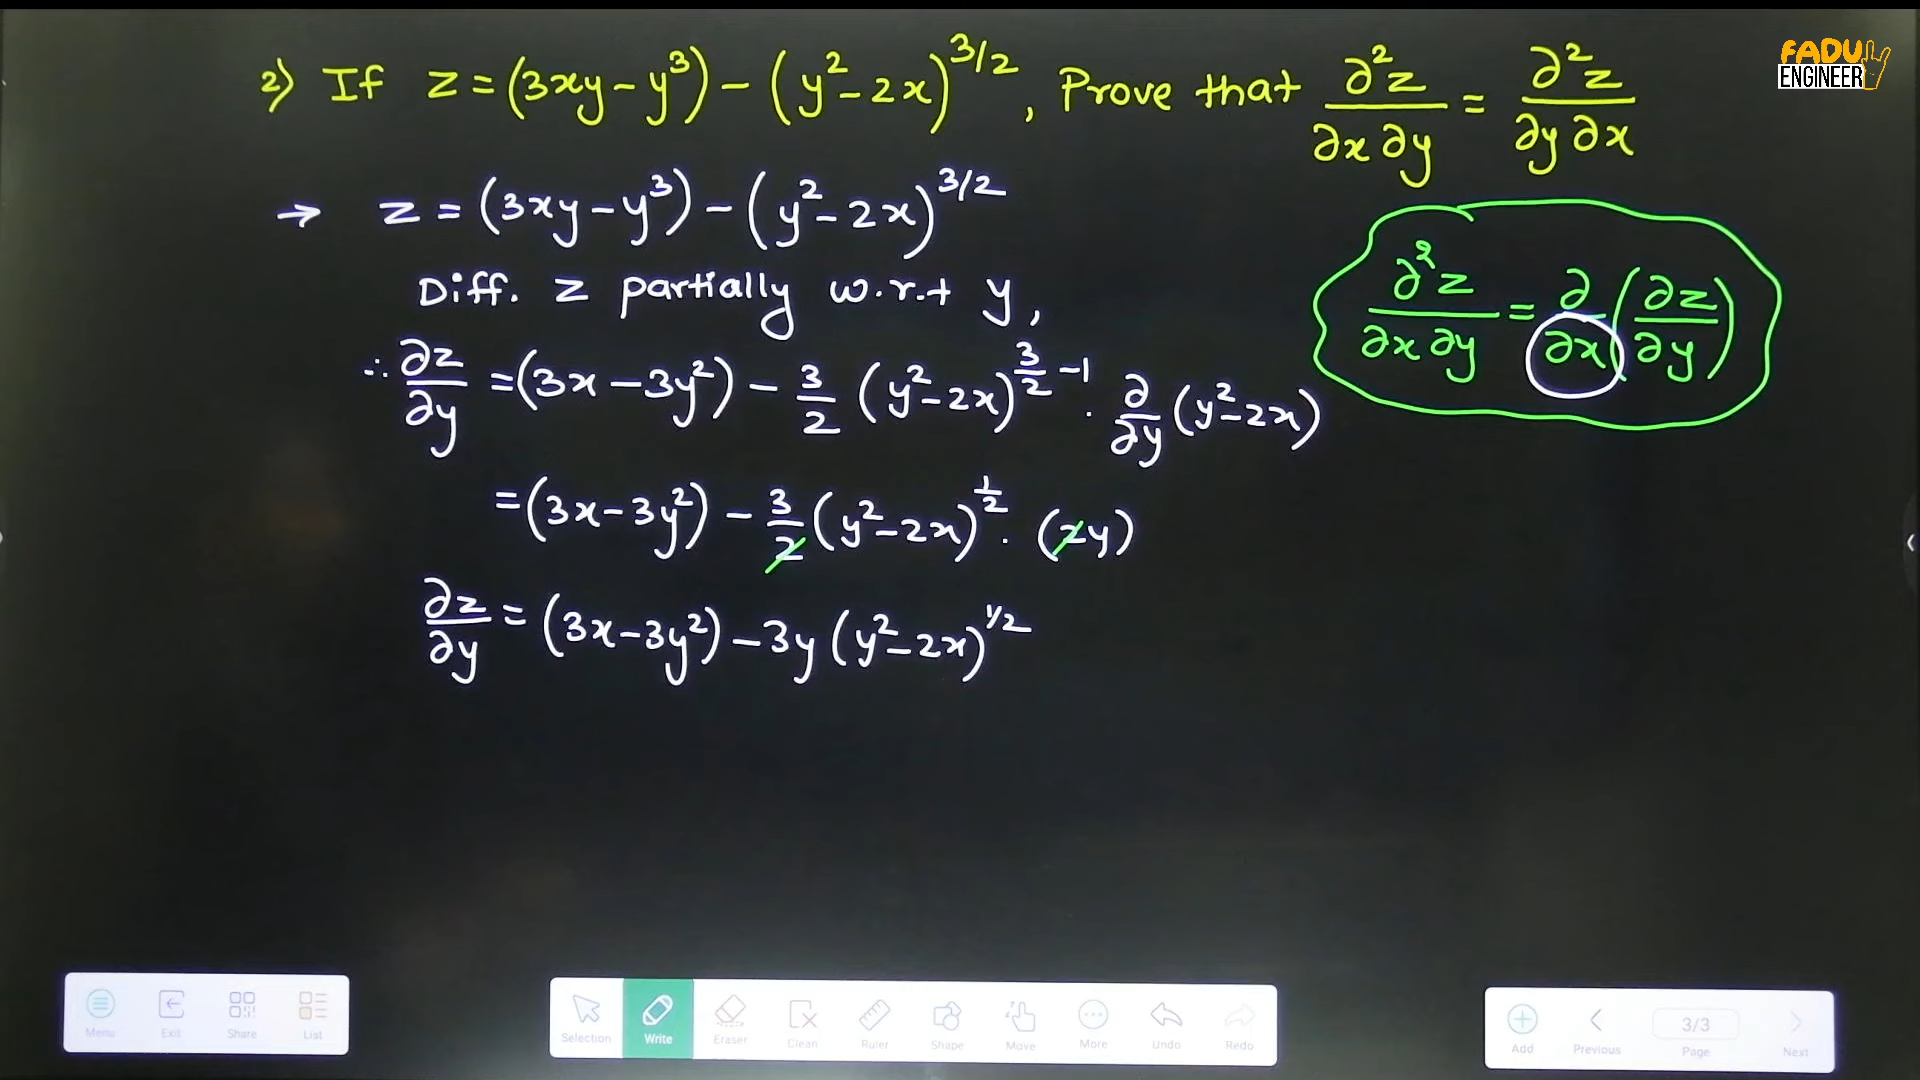 2) If z = (3xy - y³) - (y² - 2x)^3/2, Prove that ∂²z/∂x ∂y = ∂²z/∂y ∂x
→ z = (3xy - y³) - (y² - 2x)^3/2
Diff. z partially w.r.t y,
∴ ∂z/∂y = (3x - 3y²) - 3/2 (y² - 2x)^(3/2 - 1) · ∂/∂y (y² - 2x)
= (3x - 3y²) - 3/2 (y² - 2x)^1/2 · (2y)
∂z/∂y = (3x - 3y²) - 3y (y² - 2x)^1/2
∂²z/∂x ∂y = ∂/∂x (∂z/∂y)
FADU
ENGINEER
Menu Exit Share List
Selection Write Eraser Clean Ruler Shape Move More Undo Redo
3/3
Add Previous Page Next